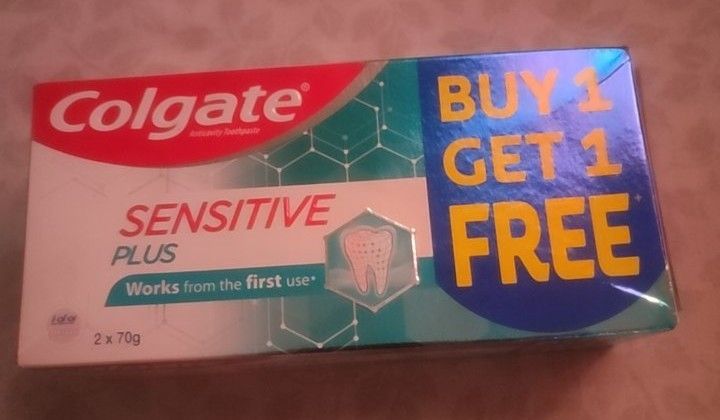 Colgate®
Anticavity Toothpaste
SENSITIVE
PLUS
Works from the first use*
2 x 70g
BUY 1
GET 1
FREE